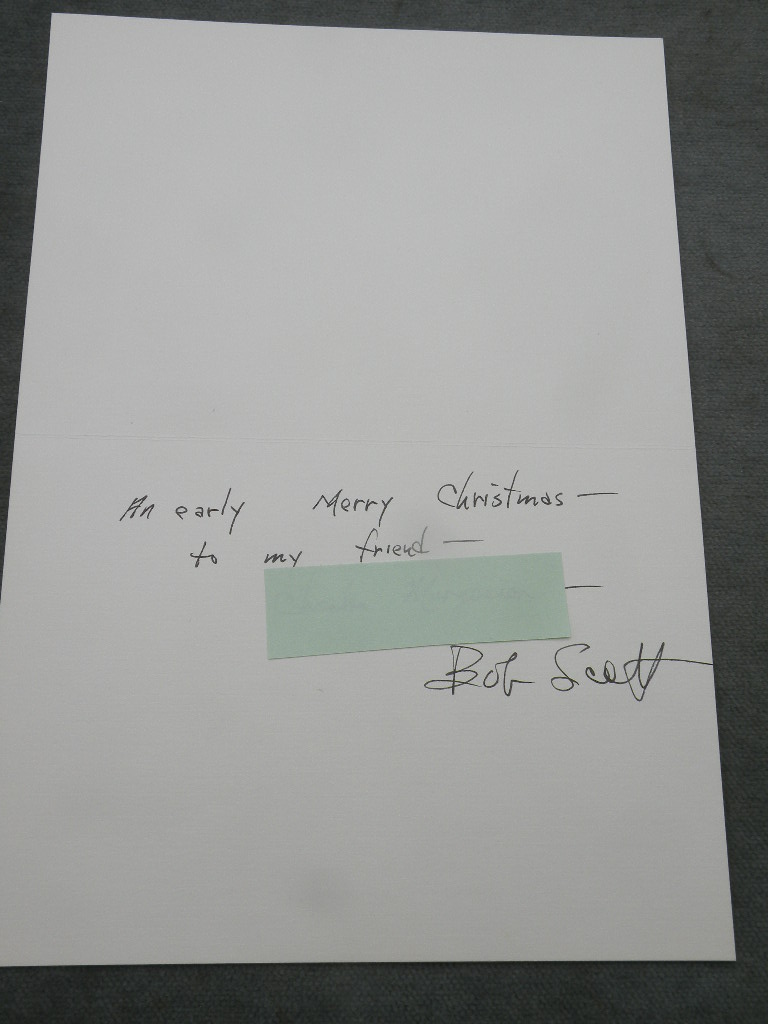 An early Merry Christmas —
to my friend —
—
Bob Scott